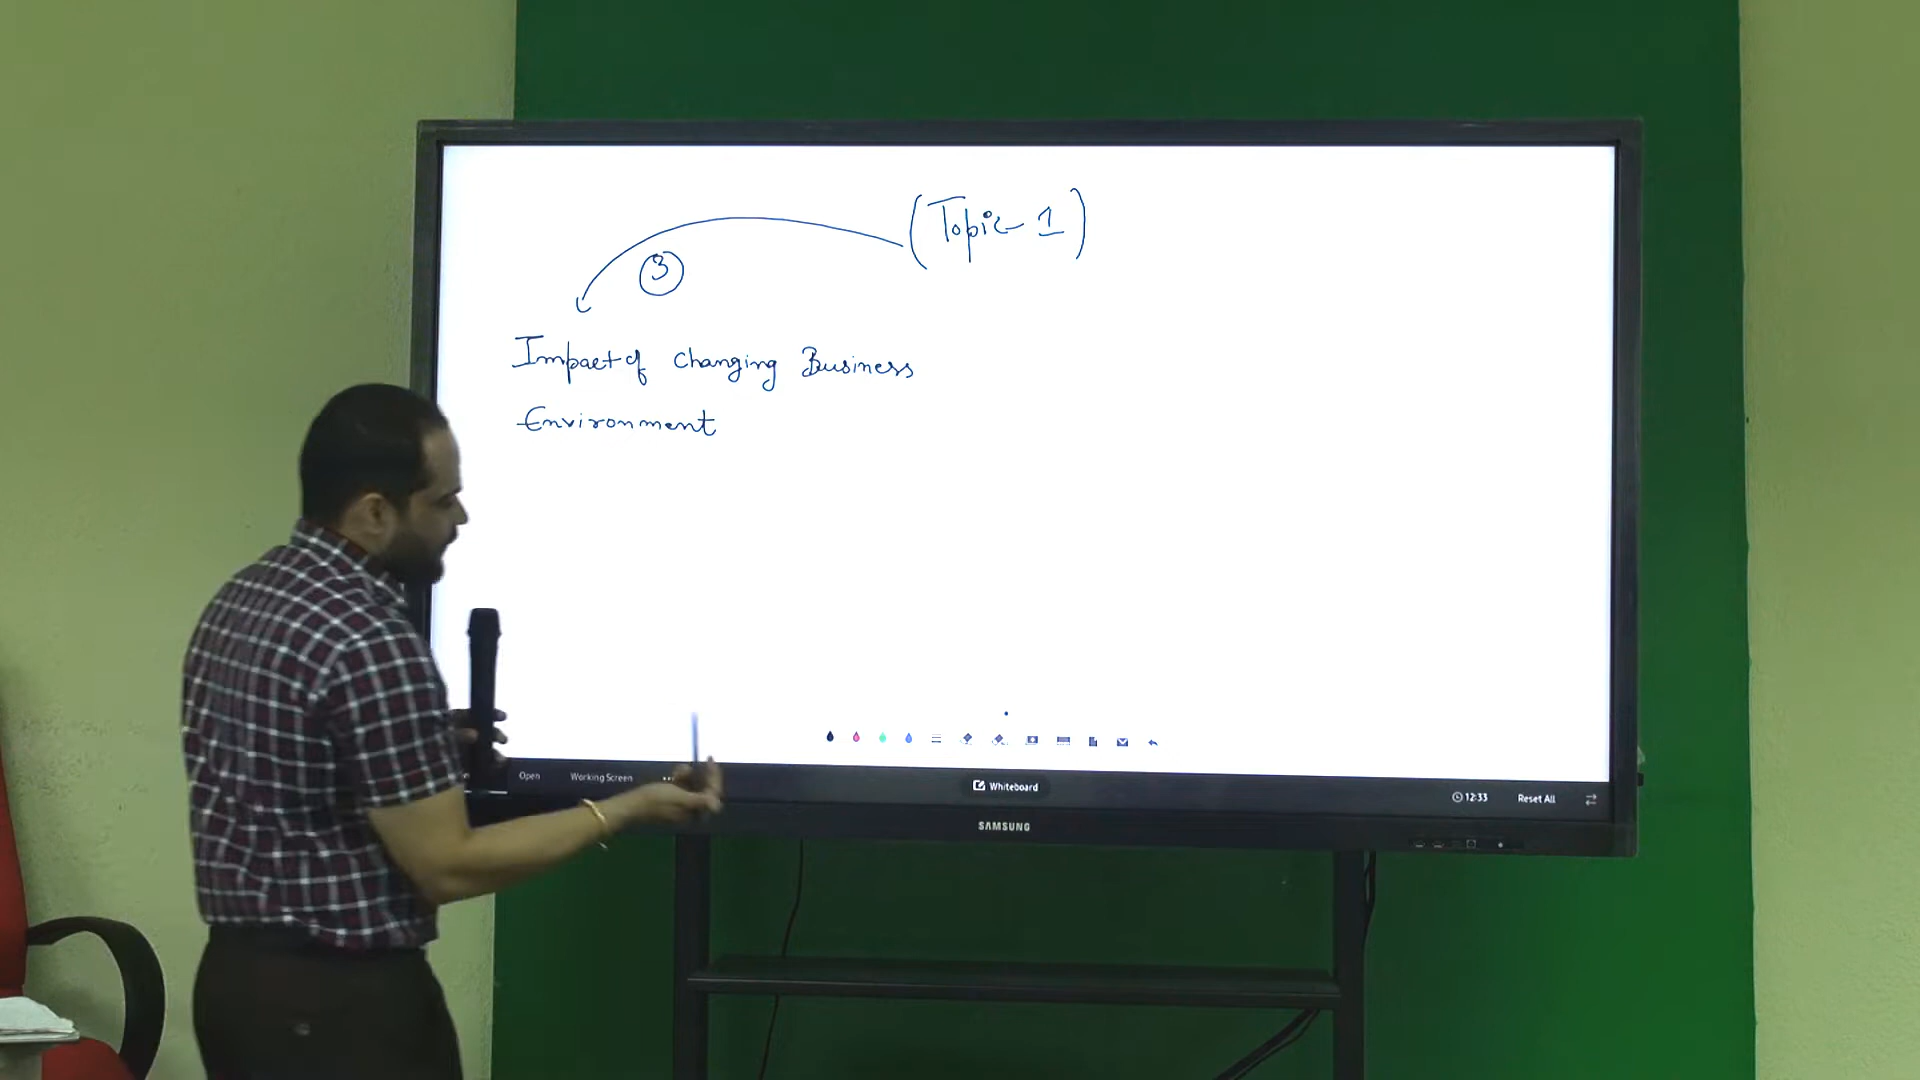 (Topic 1)
3
Impact of changing Business
Environment
Open
Working Screen
Whiteboard
12:33
Reset All
SAMSUNG